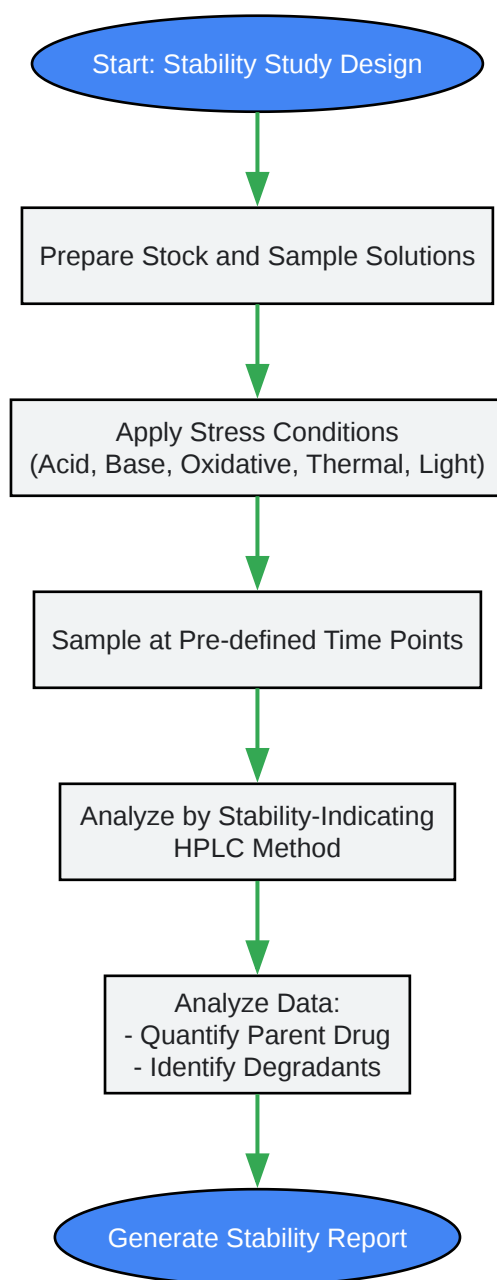 Start: Stability Study Design
Prepare Stock and Sample Solutions
Apply Stress Conditions
(Acid, Base, Oxidative, Thermal, Light)
Sample at Pre-defined Time Points
Analyze by Stability-Indicating
HPLC Method
Analyze Data:
- Quantify Parent Drug
- Identify Degradants
Generate Stability Report